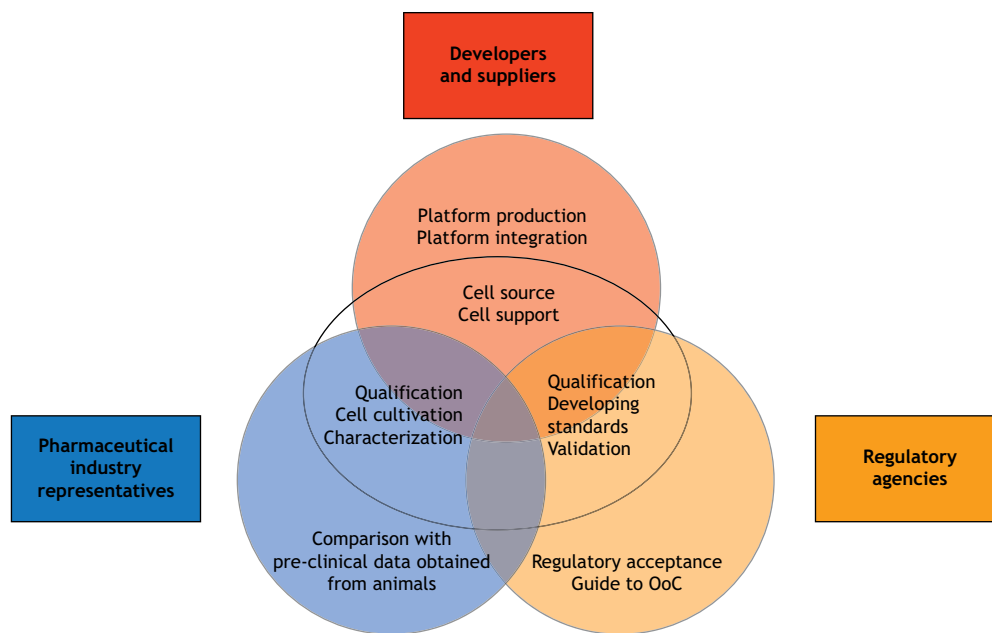 Developers
and suppliers
Platform production
Platform integration
Cell source
Cell support
Qualification
Cell cultivation
Characterization
Qualification
Developing
standards
Validation
Pharmaceutical
industry
representatives
Regulatory
agencies
Comparison with
pre-clinical data obtained
from animals
Regulatory acceptance
Guide to OoC